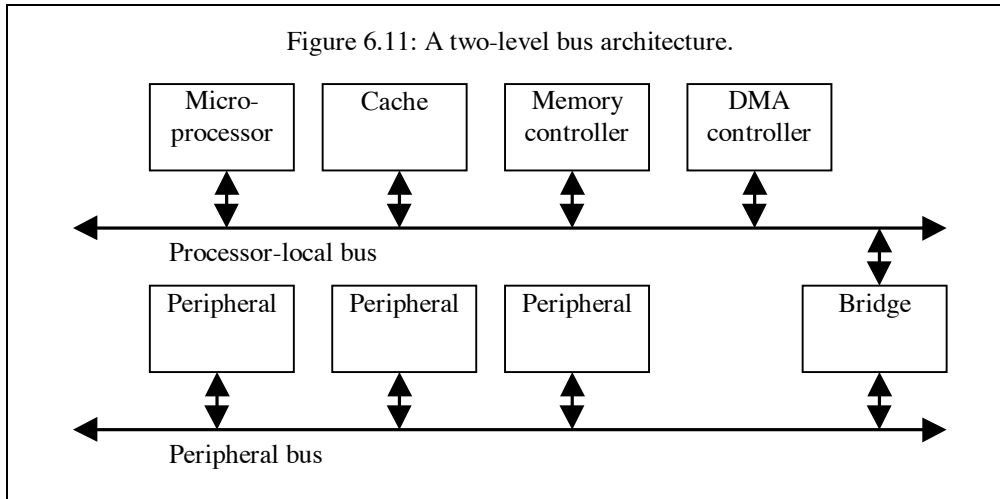 Figure 6.11: A two-level bus architecture.
Micro-
processor
Cache
Memory
controller
DMA
controller
Processor-local bus
Peripheral
Peripheral
Peripheral
Bridge
Peripheral bus